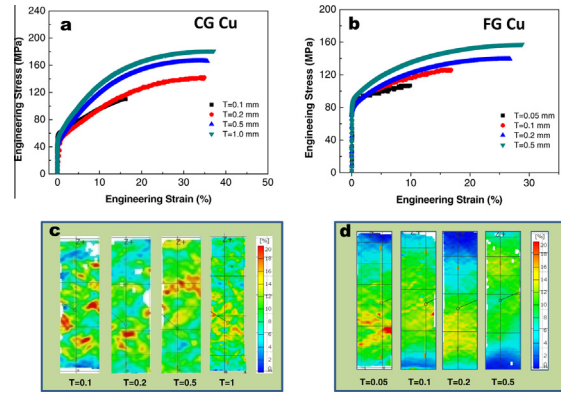 a
CG Cu
Engineering Stress (MPa)
240
200
160
120
80
40
0
T=0.1 mm
T=0.2 mm
T=0.5 mm
T=1.0 mm
0 10 20 30 40 50
Engineering Strain (%)
b
FG Cu
Engineeing Stress (MPa)
200
160
120
80
40
0
T=0.05 mm
T=0.1 mm
T=0.2 mm
T=0.5 mm
0 10 20 30
Engineering Strain (%)
c
[%]
20
18
16
14
12
10
8
6
4
2
0
T=0.1 T=0.2 T=0.5 T=1
d
[%]
20
18
16
14
12
10
8
6
4
2
0
T=0.05 T=0.1 T=0.2 T=0.5